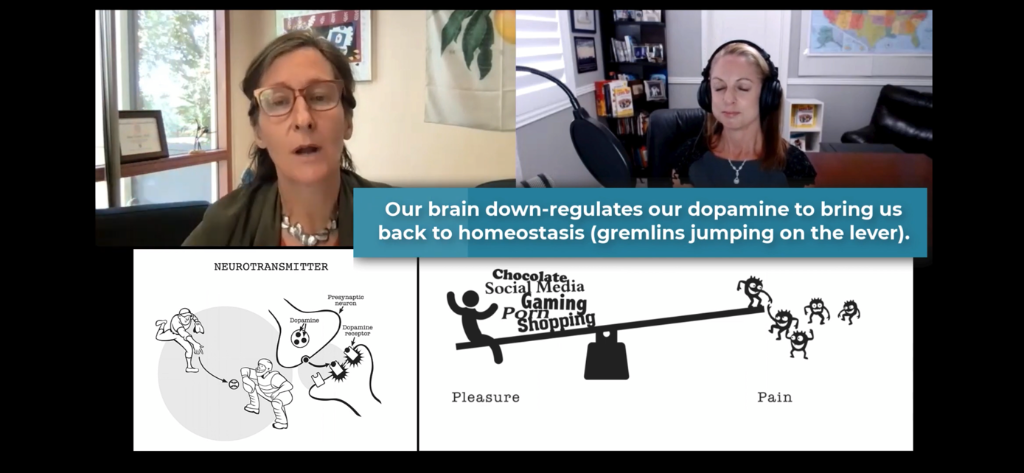 Our brain down-regulates our dopamine to bring us
back to homeostasis (gremlins jumping on the lever).
NEUROTRANSMITTER
Presynaptic
neuron
Dopamine
Dopamine
receptor
Chocolate
Social Media
Gaming
Porn
Shopping
Pleasure
Pain